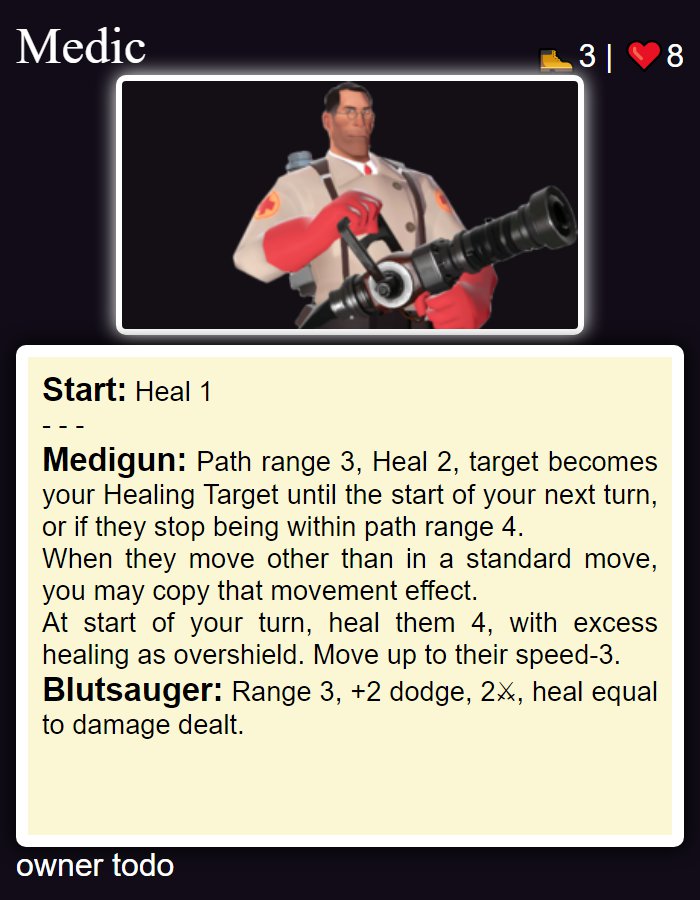 Medic
🥾3 | ❤️8
Start: Heal 1
- - -
Medigun: Path range 3, Heal 2, target becomes
your Healing Target until the start of your next turn,
or if they stop being within path range 4.
When they move other than in a standard move,
you may copy that movement effect.
At start of your turn, heal them 4, with excess
healing as overshield. Move up to their speed-3.
Blutsauger: Range 3, +2 dodge, 2⚔, heal equal
to damage dealt.
owner todo